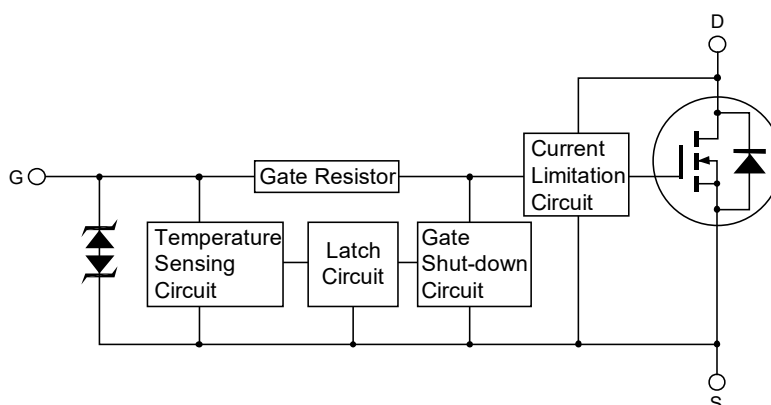 D
G
Gate Resistor
Current
Limitation
Circuit
Temperature
Sensing
Circuit
Latch
Circuit
Gate
Shut-down
Circuit
S